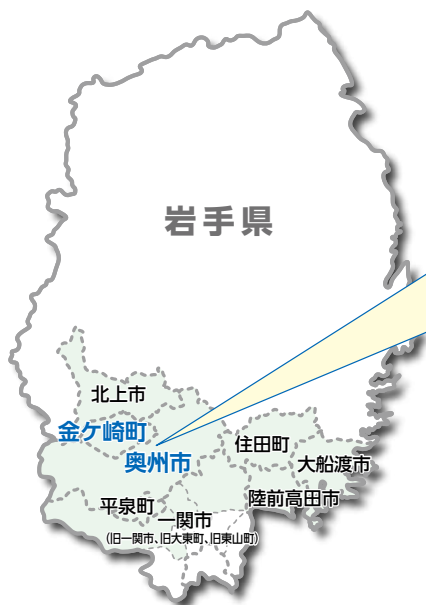 岩手県
北上市
金ケ崎町
奥州市
住田町
大船渡市
陸前高田市
平泉町
一関市
(旧一関市、旧大東町、旧東山町)